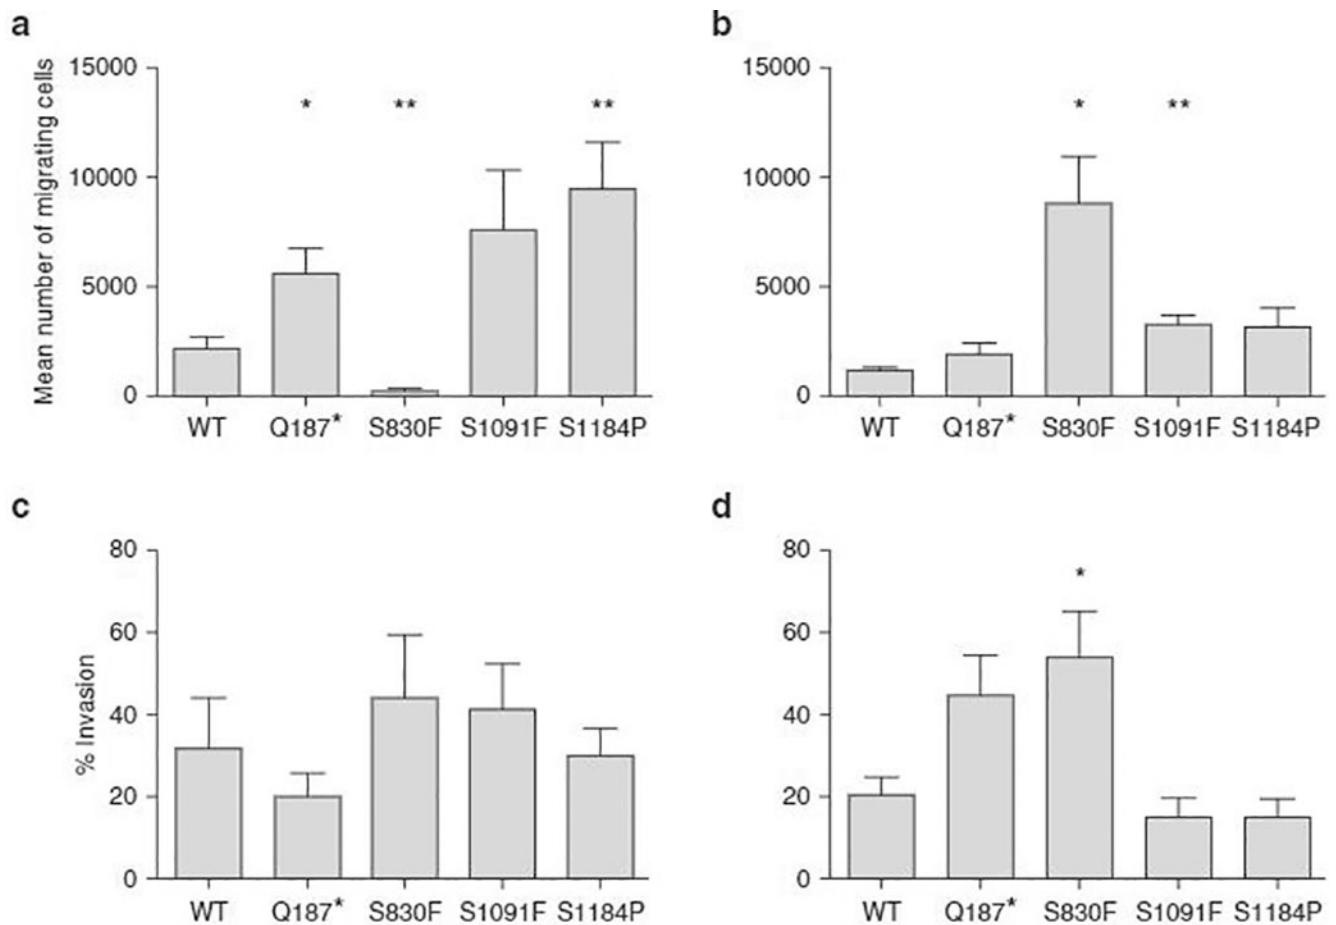 a
Mean number of migrating cells
15000
10000
5000
0
* ** **
WT Q187* S830F S1091F S1184P
b
15000
10000
5000
0
* **
WT Q187* S830F S1091F S1184P
c
% Invasion
80
60
40
20
0
WT Q187* S830F S1091F S1184P
d
80
60
40
20
0
*
WT Q187* S830F S1091F S1184P